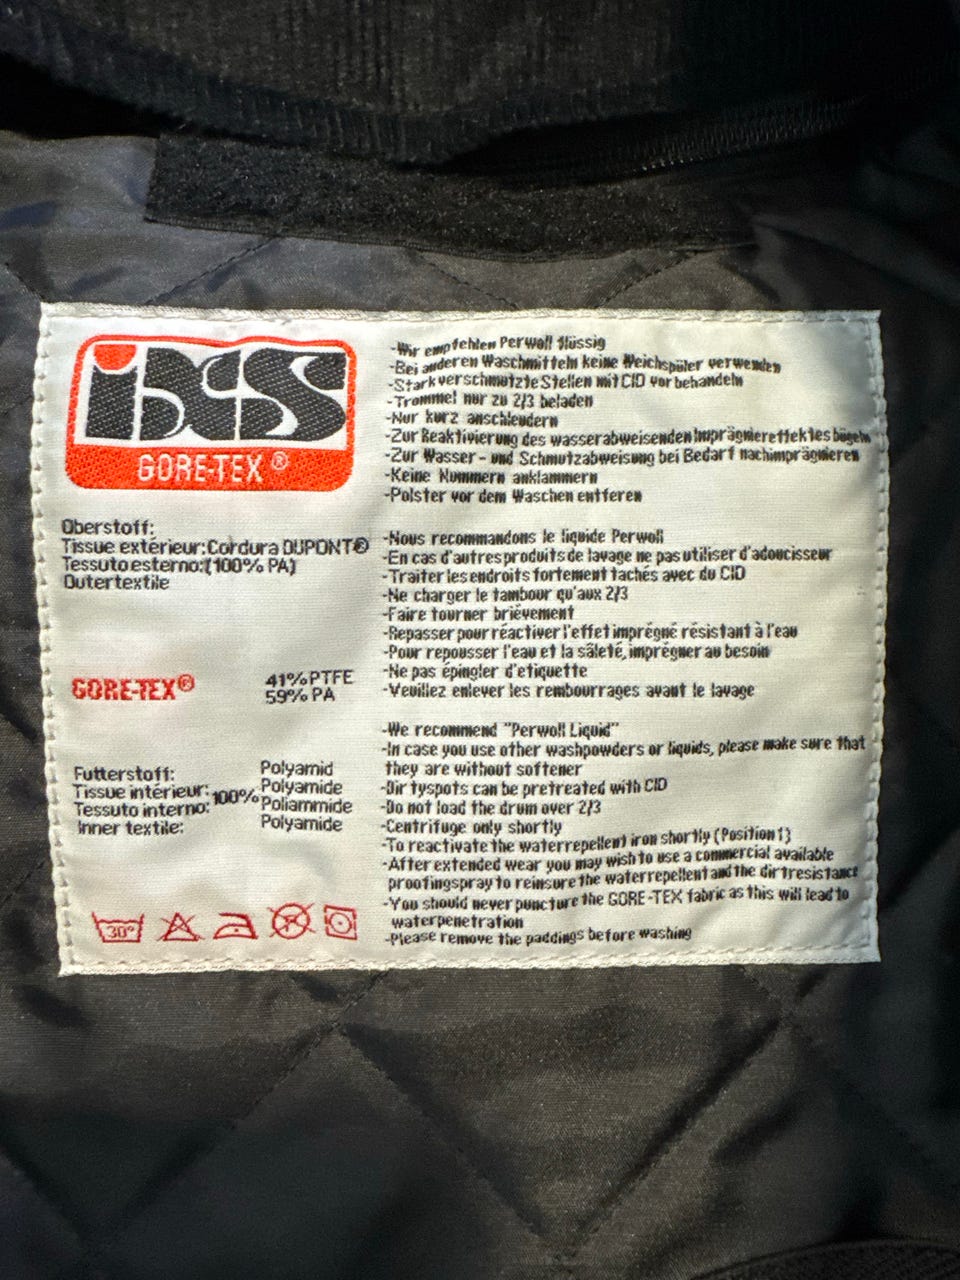 iXS
GORE-TEX®
Oberstoff:
Tissue extérieur: Cordura DUPONT®
Tessuto esterno: (100% PA)
Outertextile
GORE-TEX®
41% PTFE
59% PA
Futterstoff: Polyamid
Tissue intérieur: 100% Polyamide
Tessuto interno: Poliammide
Inner textile: Polyamide
30°
-Wir empfehlen Perwoll flüssig
-Bei anderen Waschmitteln keine Weichspüler verwenden
-Stark verschmutzte Stellen mit CID vorbehandeln
-Trommel nur zu 2/3 beladen
-Nur kurz anschleudern
-Zur Reaktivierung des wasserabweisenden Imprägniereffektes bügeln
-Zur Wasser- und Schmutzabweisung bei Bedarf nachimprägnieren
-Keine Nummern anklammern
-Polster vor dem Waschen entferen
-Nous recommandons le liquide Perwoll
-En cas d'autres produits de lavage ne pas utiliser d'adoucisseur
-Traiter les endroits fortement tachés avec du CID
-Ne charger le tambour qu'aux 2/3
-Faire tourner brièvement
-Repasser pour réactiver l'effet imprégné résistant à l'eau
-Pour repousser l'eau et la sâleté, imprégner au besoin
-Ne pas épingler d'etiquette
-Veuillez enlever les rembourrages avant le lavage
-We recommend "Perwoll Liquid"
-In case you use other washpowders or liquids, please make sure that
they are without softener
-Dirtyspots can be pretreated with CID
-Do not load the drum over 2/3
-Centrifuge only shortly
-To reactivate the waterrepellent iron shortly (Position 1)
-After extended wear you may wish to use a commercial available
proofingspray to reinsure the waterrepellent and the dirtresistance
-You should never puncture the GORE-TEX fabric as this will lead to
waterpenetration
-Please remove the paddings before washing